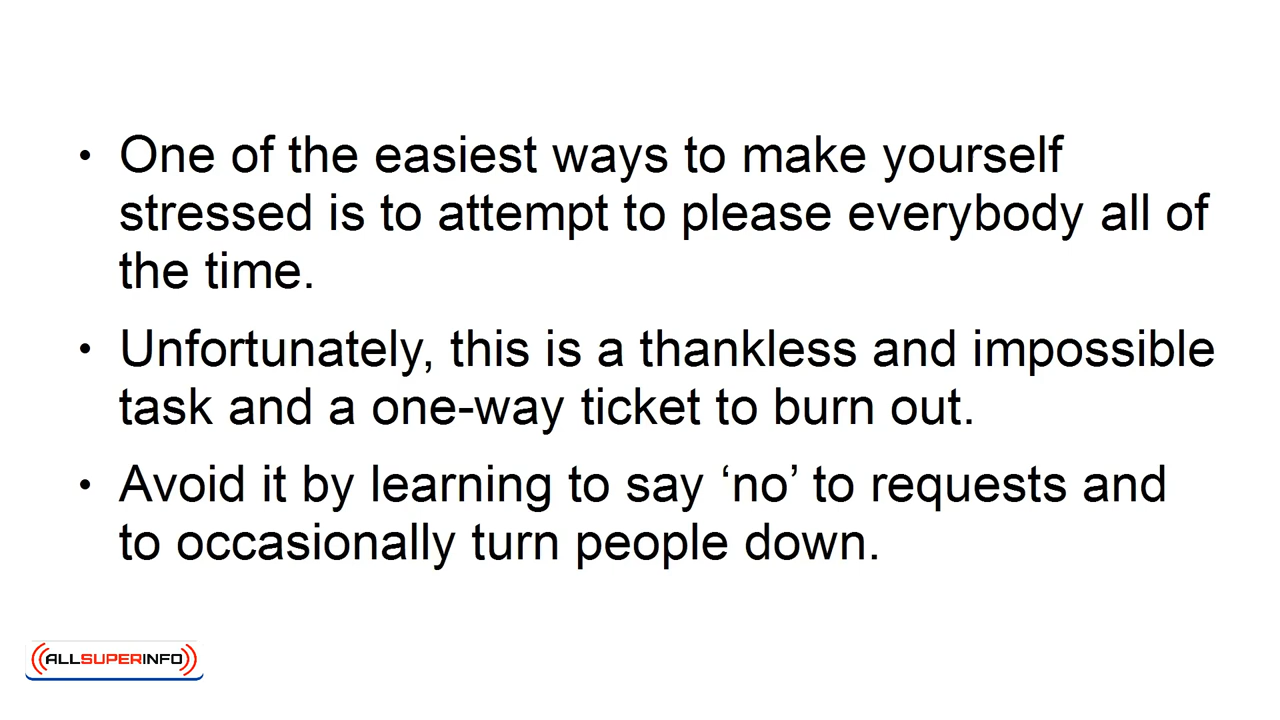 • One of the easiest ways to make yourself
stressed is to attempt to please everybody all of
the time.
• Unfortunately, this is a thankless and impossible
task and a one-way ticket to burn out.
• Avoid it by learning to say ‘no’ to requests and
to occasionally turn people down.
ALLSUPERINFO